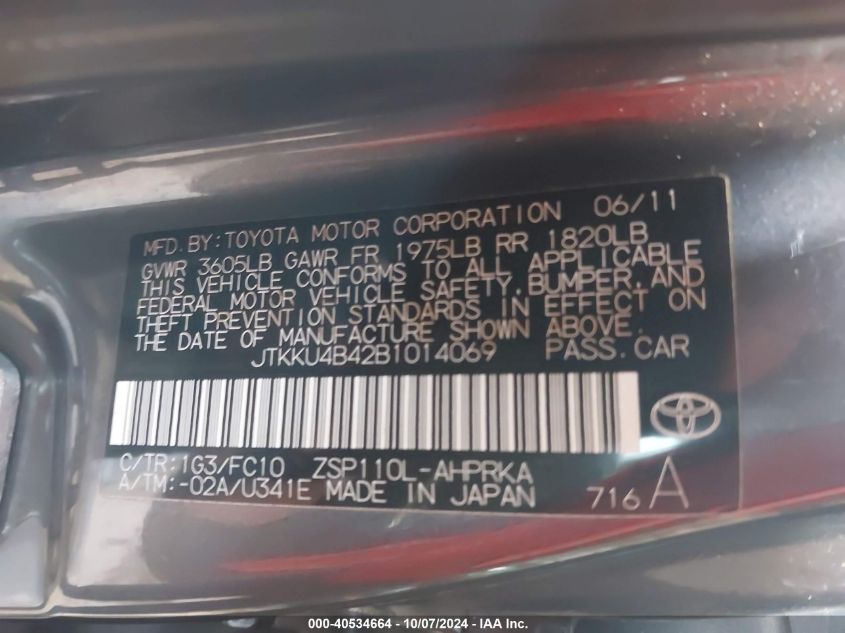 MFD. BY: TOYOTA MOTOR CORPORATION 06/11
GVWR 3605LB GAWR FR 1975LB RR 1820LB
THIS VEHICLE CONFORMS TO ALL APPLICABLE
FEDERAL MOTOR VEHICLE SAFETY, BUMPER, AND
THEFT PREVENTION STANDARDS IN EFFECT ON
THE DATE OF MANUFACTURE SHOWN ABOVE.
JTKKU4B42B1014069 PASS. CAR
C/TR: 1G3/FC10 ZSP110L-AHPRKA
A/TM: -02A/U341E MADE IN JAPAN 716 A
000-40534664 - 10/07/2024 - IAA Inc.